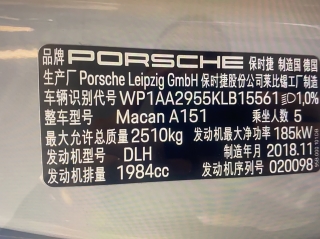 品牌 PORSCHE 保时捷 制造国 德国
生产厂 Porsche Leipzig GmbH 保时捷股份公司莱比锡工厂制造
车辆识别代号 WP1AA2955KLB15561 1,0%
整车型号 Macan A151 乘坐人数 5
最大允许总质量 2510kg 发动机最大净功率 185kW
发动机型号 DLH 制造年月 2018.11
发动机排量 1984cc 发动机序列号 020098